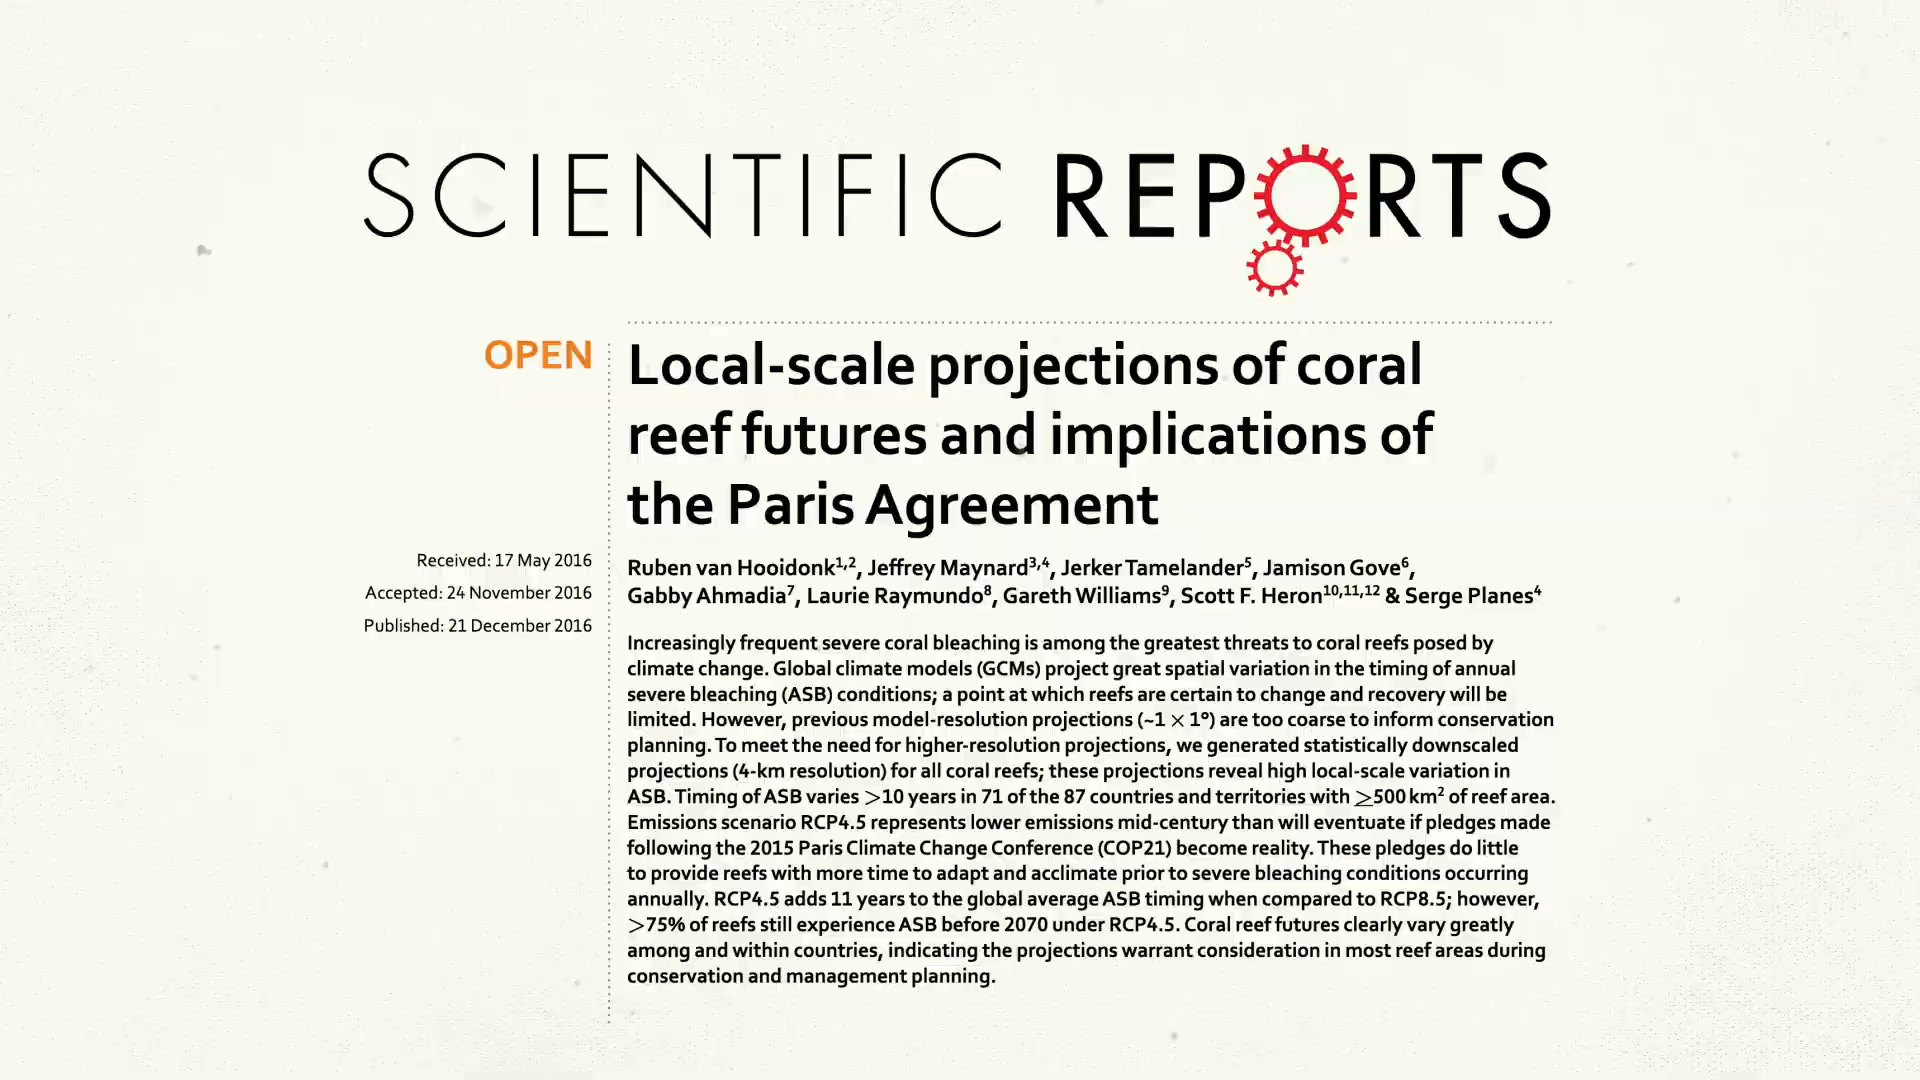 SCIENTIFIC REPORTS
OPEN
Local-scale projections of coral
reef futures and implications of
the Paris Agreement
Received: 17 May 2016
Accepted: 24 November 2016
Published: 21 December 2016
Ruben van Hooidonk1,2, Jeffrey Maynard3,4, Jerker Tamelander5, Jamison Gove6,
Gabby Ahmadia7, Laurie Raymundo8, Gareth Williams9, Scott F. Heron10,11,12 & Serge Planes4
Increasingly frequent severe coral bleaching is among the greatest threats to coral reefs posed by
climate change. Global climate models (GCMs) project great spatial variation in the timing of annual
severe bleaching (ASB) conditions; a point at which reefs are certain to change and recovery will be
limited. However, previous model-resolution projections (~1 × 1°) are too coarse to inform conservation
planning. To meet the need for higher-resolution projections, we generated statistically downscaled
projections (4-km resolution) for all coral reefs; these projections reveal high local-scale variation in
ASB. Timing of ASB varies >10 years in 71 of the 87 countries and territories with ≥500 km² of reef area.
Emissions scenario RCP4.5 represents lower emissions mid-century than will eventuate if pledges made
following the 2015 Paris Climate Change Conference (COP21) become reality. These pledges do little
to provide reefs with more time to adapt and acclimate prior to severe bleaching conditions occurring
annually. RCP4.5 adds 11 years to the global average ASB timing when compared to RCP8.5; however,
>75% of reefs still experience ASB before 2070 under RCP4.5. Coral reef futures clearly vary greatly
among and within countries, indicating the projections warrant consideration in most reef areas during
conservation and management planning.